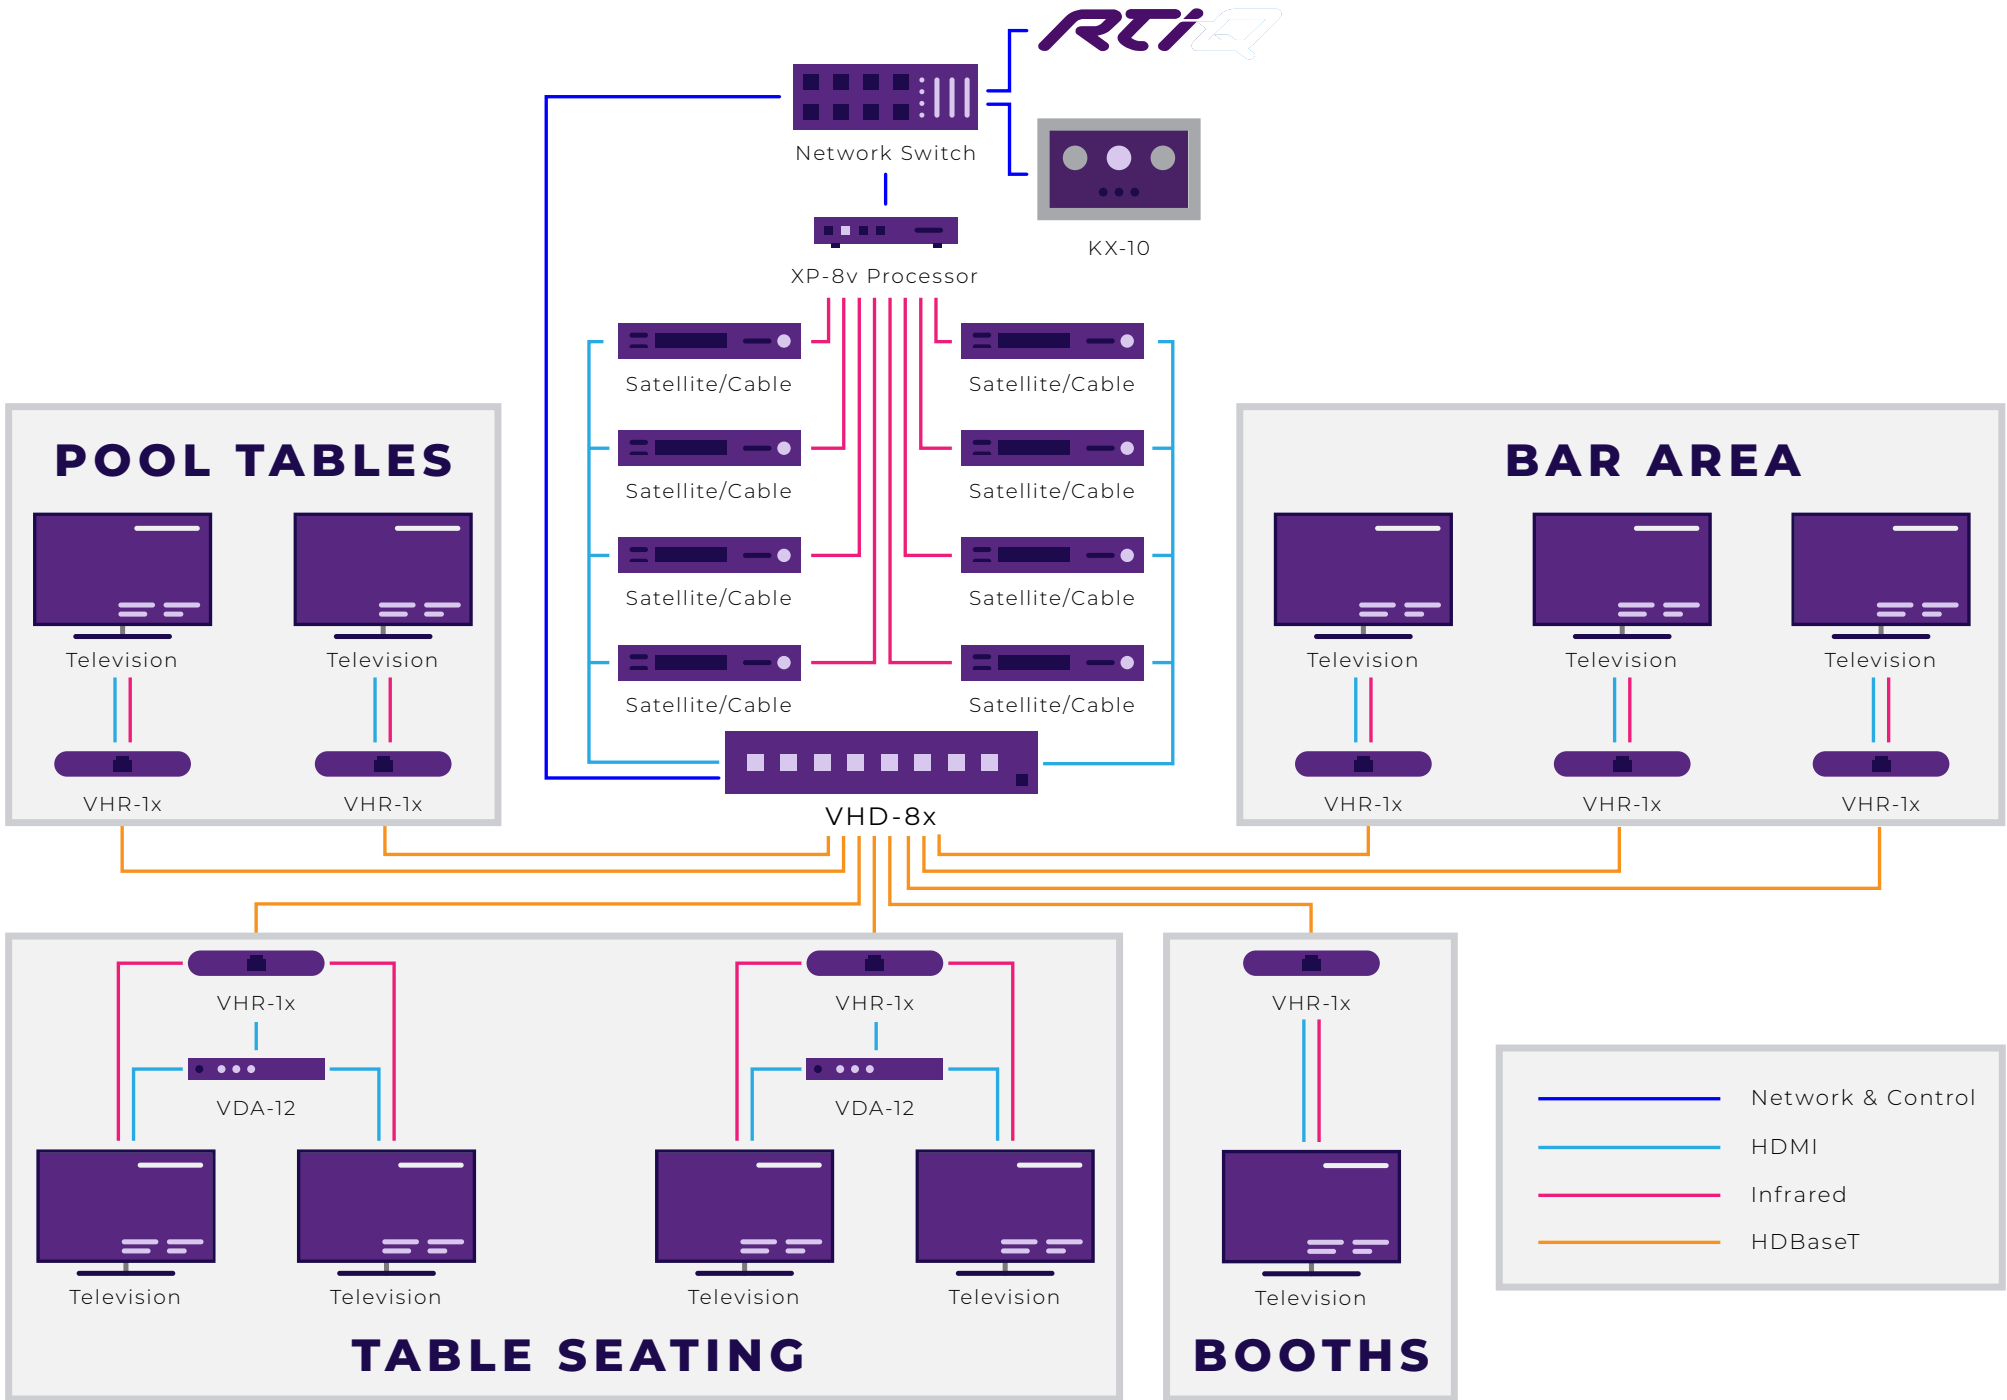 RTiQ
Network Switch
KX-10
XP-8v Processor
Satellite/Cable
Satellite/Cable
Satellite/Cable
Satellite/Cable
Satellite/Cable
Satellite/Cable
Satellite/Cable
Satellite/Cable
VHD-8x
POOL TABLES
Television
Television
VHR-1x
VHR-1x
BAR AREA
Television
Television
Television
VHR-1x
VHR-1x
VHR-1x
VHR-1x
VHR-1x
VDA-12
VDA-12
Television
Television
Television
Television
TABLE SEATING
VHR-1x
Television
BOOTHS
Network & Control
HDMI
Infrared
HDBaseT